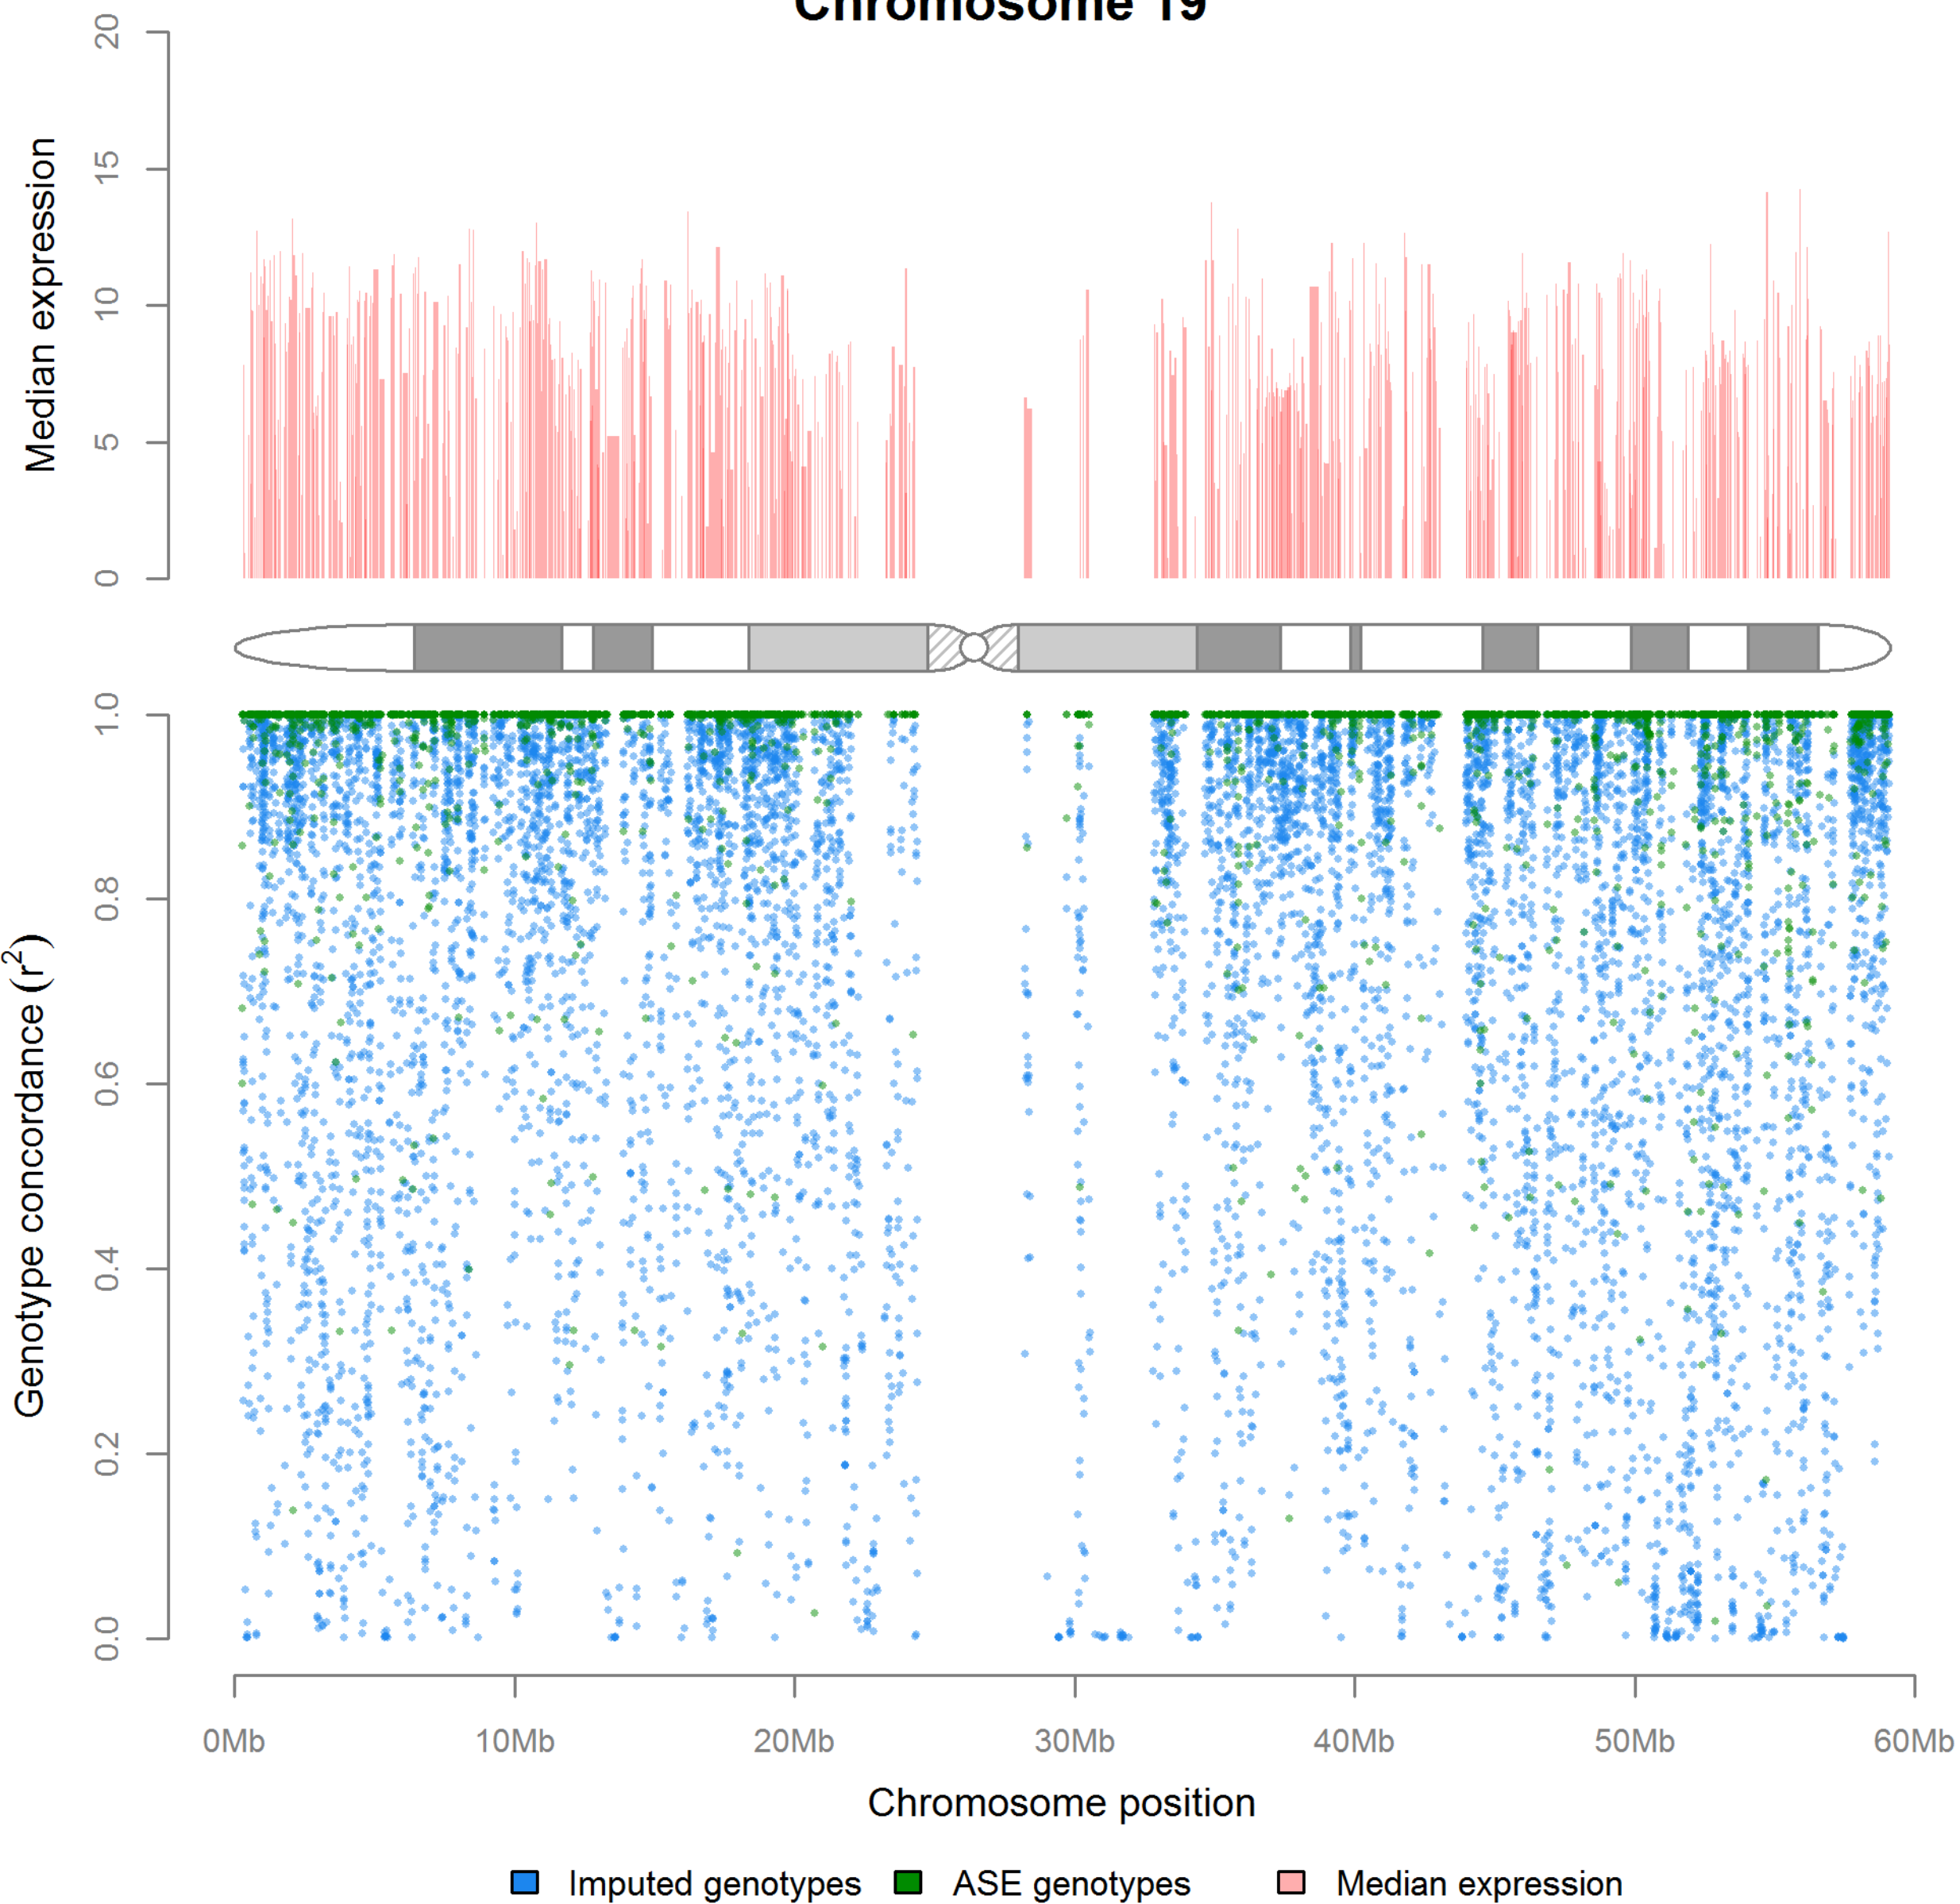 Chromosome 19
20
15
10
5
0
Median expression
1.0
0.8
0.6
0.4
0.2
0.0
Genotype concordance (r²)
0Mb 10Mb 20Mb 30Mb 40Mb 50Mb 60Mb
Chromosome position
Imputed genotypes ASE genotypes Median expression